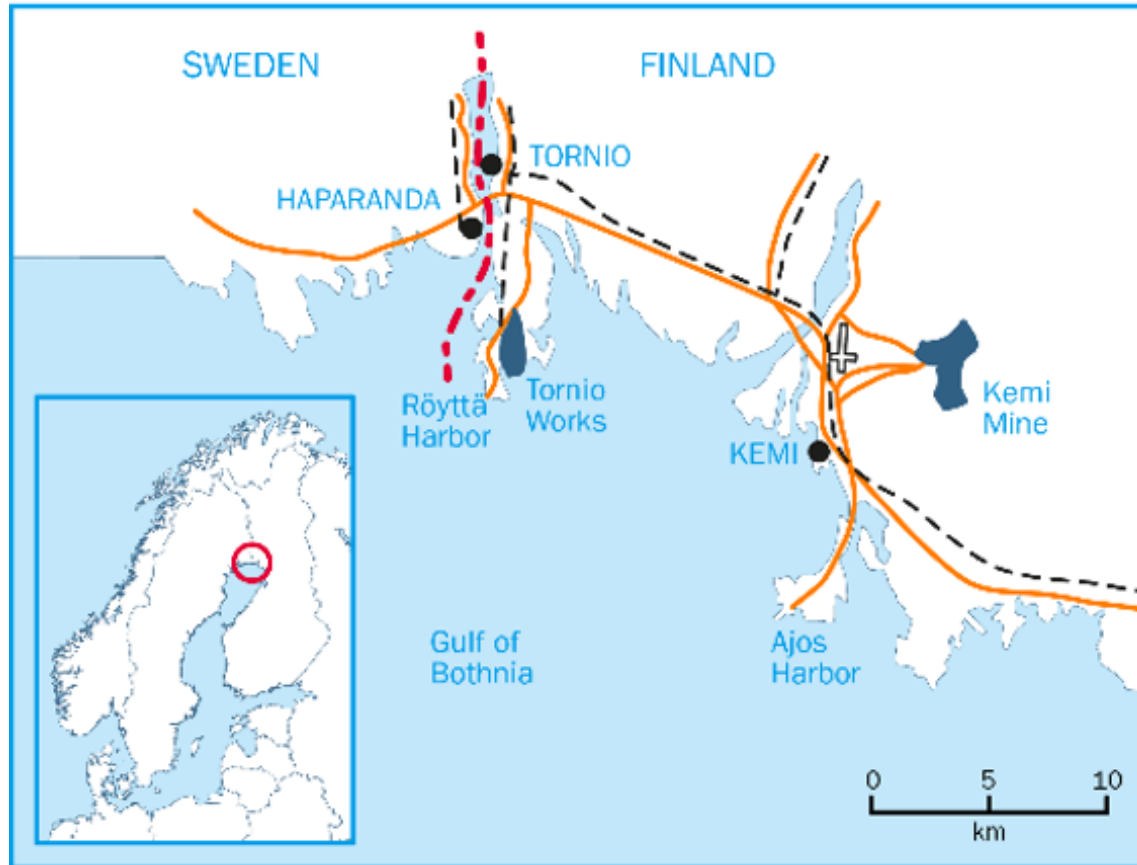 SWEDEN
FINLAND
TORNIO
HAPARANDA
Röyttä
Harbor
Tornio
Works
Kemi
Mine
KEMI
Gulf of
Bothnia
Ajos
Harbor
0 5 10
km